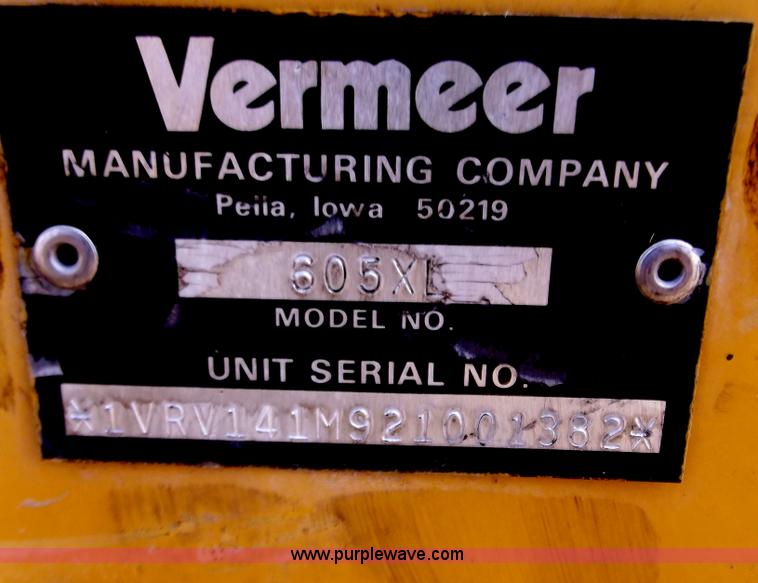 Vermeer
MANUFACTURING COMPANY
Pella, Iowa 50219
605XL
MODEL NO.
UNIT SERIAL NO.
*1VRV141M921001382*
www.purplewave.com